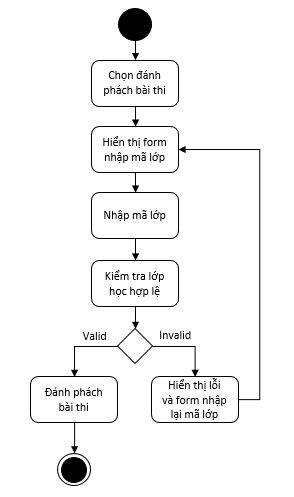 Chọn đánh
phách bài thi
Hiển thị form
nhập mã lớp
Nhập mã lớp
Kiểm tra lớp
học hợp lệ
Valid
Invalid
Đánh phách
bài thi
Hiển thị lỗi
và form nhập
lại mã lớp